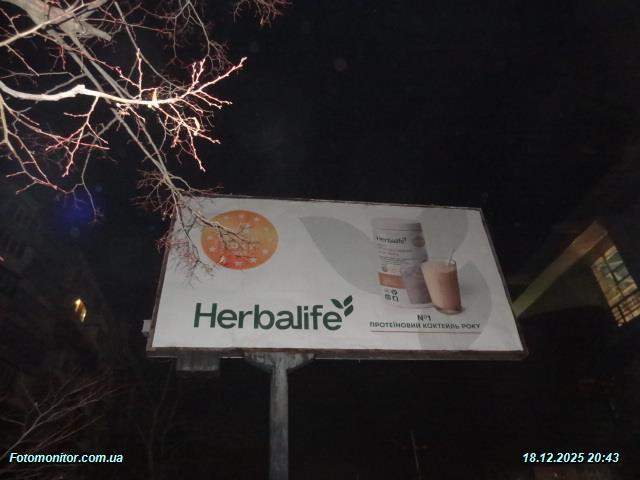 Herbalife
Herbalife
№1
ПРОТЕЇНОВИЙ КОКТЕЙЛЬ РОКУ
Fotomonitor.com.ua
18.12.2025 20:43